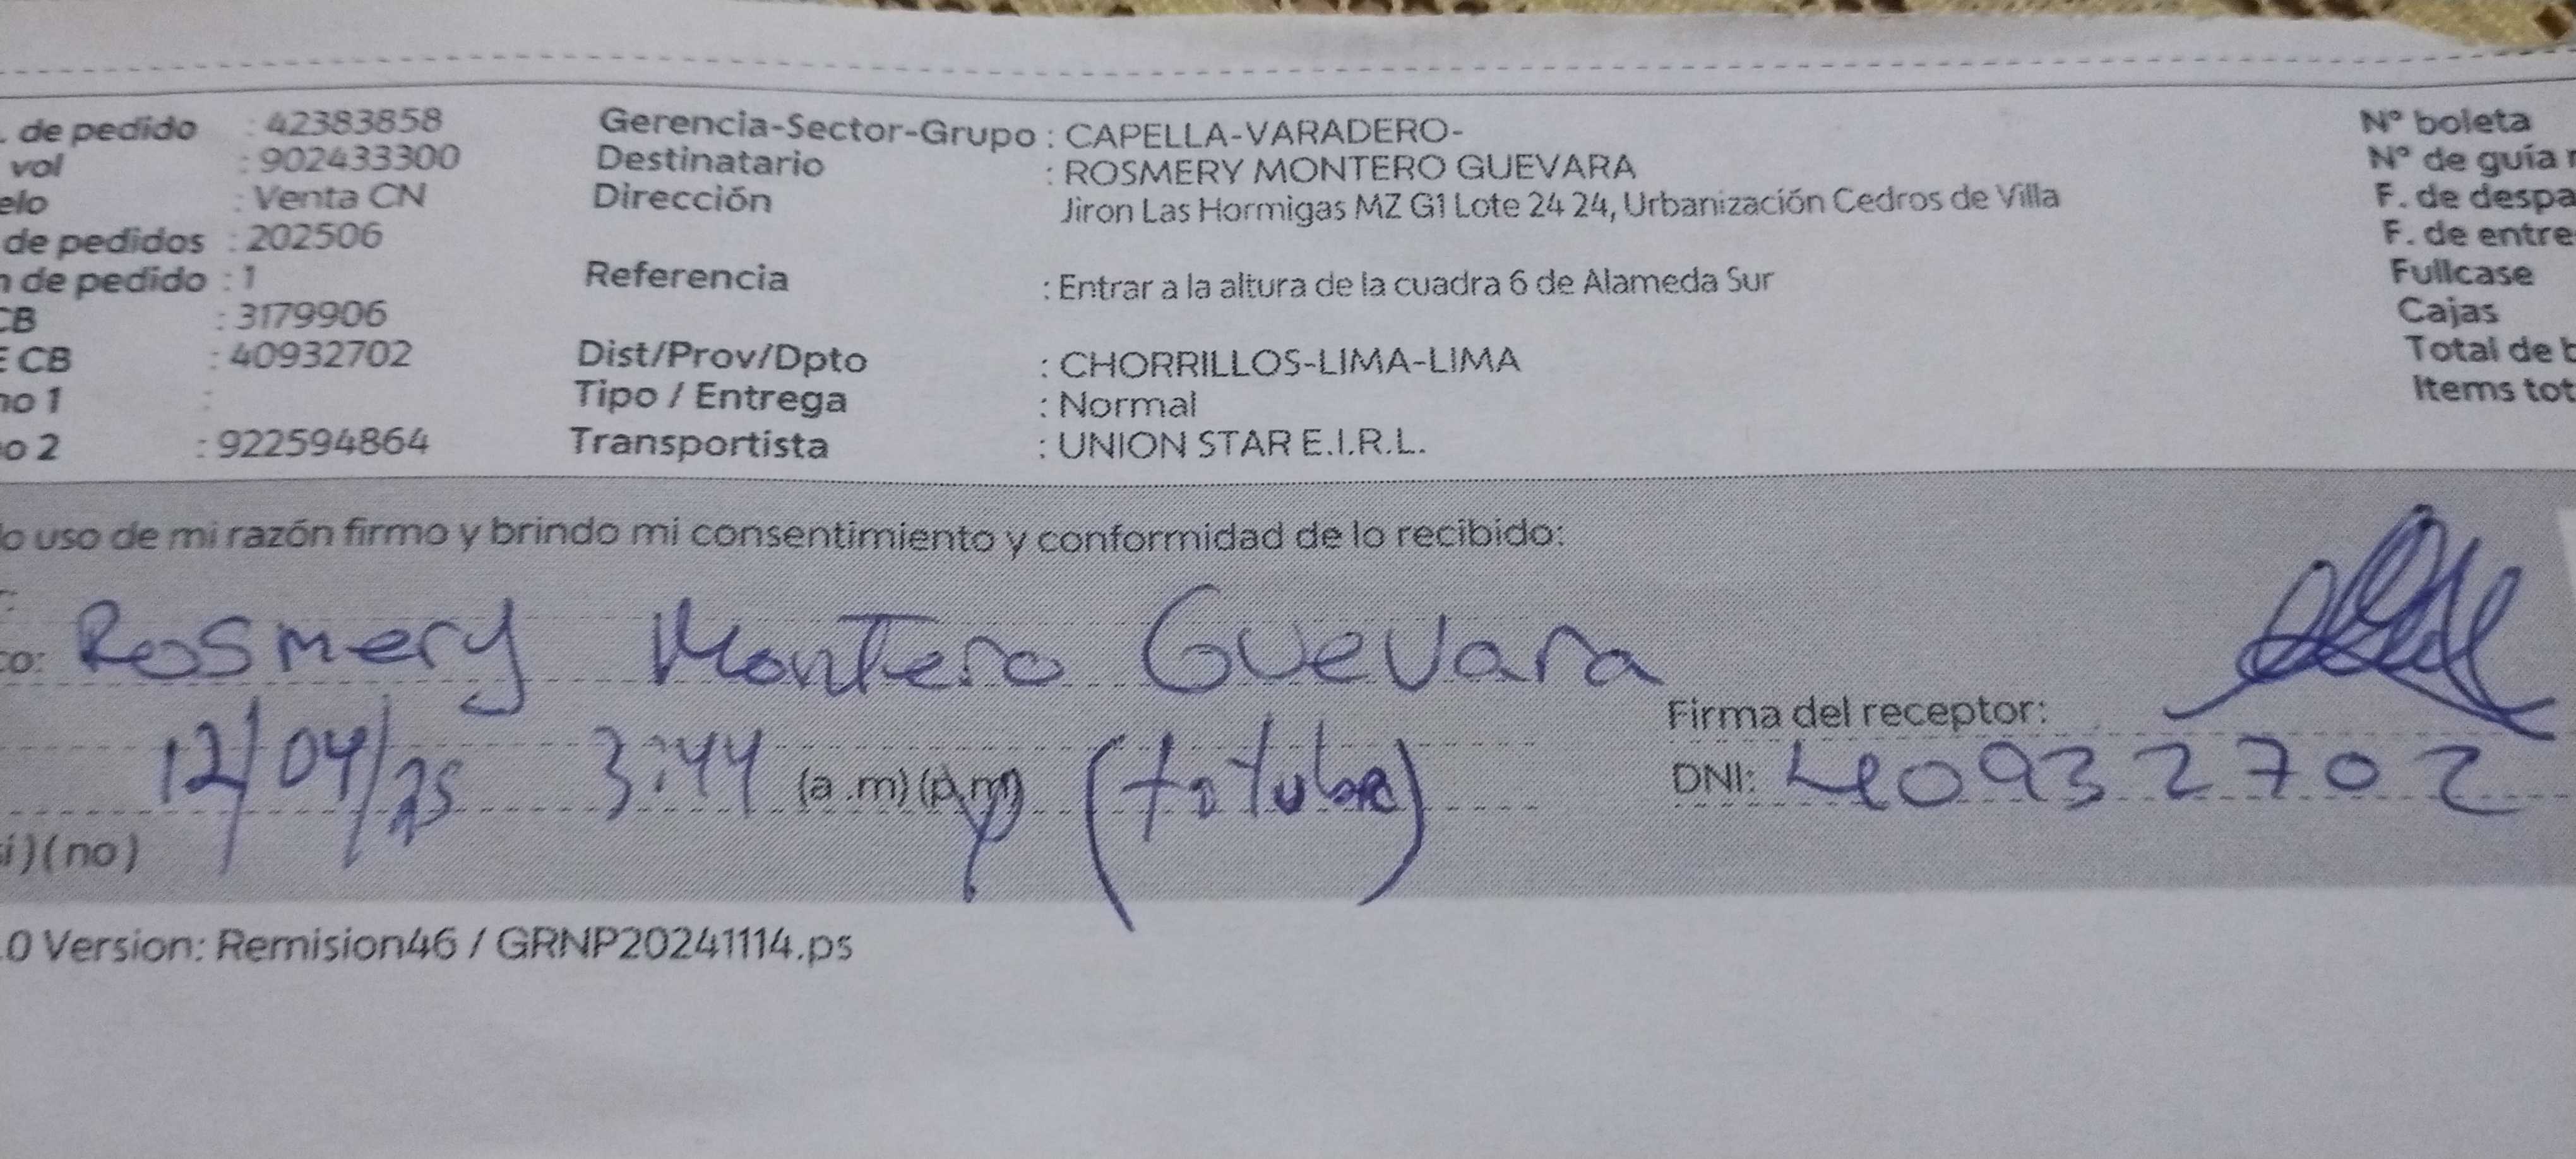 . de pedido : 42383858 Gerencia-Sector-Grupo : CAPELLA-VARADERO- N° boleta
vol : 902433300 Destinatario : ROSMERY MONTERO GUEVARA N° de guía r
elo : Venta CN Dirección Jiron Las Hormigas MZ G1 Lote 24 24, Urbanización Cedros de Villa F. de despa
de pedidos : 202506 F. de entre
n de pedido : 1 Referencia : Entrar a la altura de la cuadra 6 de Alameda Sur Fullcase
CB : 3179906 Cajas
E CB : 40932702 Dist/Prov/Dpto : CHORRILLOS-LIMA-LIMA Total de b
no 1 : Tipo / Entrega : Normal Items tot
o 2 : 922594864 Transportista : UNION STAR E.I.R.L.
lo uso de mi razón firmo y brindo mi consentimiento y conformidad de lo recibido:
co: Rosmery Montero Guevara
Firma del receptor:
12/04/25 3:44 (a .m) (p.m) DNI: 40932702
si) ( no )
.0 Version: Remision46 / GRNP20241114.ps